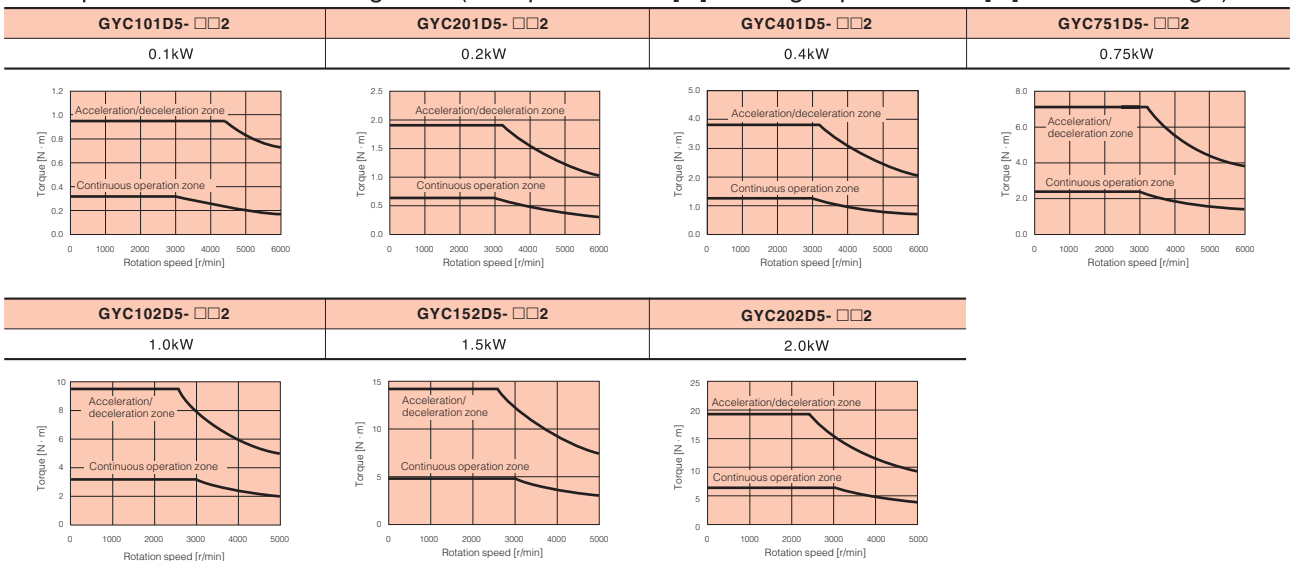 GYC101D5- □□2
GYC201D5- □□2
GYC401D5- □□2
GYC751D5- □□2
0.1kW
0.2kW
0.4kW
0.75kW
Torque [N · m]
1.2
1.0
0.8
0.6
0.4
0.2
0.0
Acceleration/deceleration zone
Continuous operation zone
0 1000 2000 3000 4000 5000 6000
Rotation speed [r/min]
Torque [N · m]
2.5
2.0
1.5
1.0
0.5
0.0
Acceleration/deceleration zone
Continuous operation zone
0 1000 2000 3000 4000 5000 6000
Rotation speed [r/min]
Torque [N · m]
5.0
4.0
3.0
2.0
1.0
0.0
Acceleration/deceleration zone
Continuous operation zone
0 1000 2000 3000 4000 5000 6000
Rotation speed [r/min]
Torque [N · m]
8.0
6.0
4.0
2.0
0.0
Acceleration/
deceleration zone
Continuous operation zone
0 1000 2000 3000 4000 5000 6000
Rotation speed [r/min]
GYC102D5- □□2
GYC152D5- □□2
GYC202D5- □□2
1.0kW
1.5kW
2.0kW
Torque [N · m]
10
8
6
4
2
0
Acceleration/
deceleration zone
Continuous operation zone
0 1000 2000 3000 4000 5000
Rotation speed [r/min]
Torque [N · m]
15
10
5
0
Acceleration/
deceleration zone
Continuous operation zone
0 1000 2000 3000 4000 5000
Rotation speed [r/min]
Torque [N · m]
25
20
15
10
5
0
Acceleration/deceleration zone
Continuous operation zone
0 1000 2000 3000 4000 5000
Rotation speed [r/min]